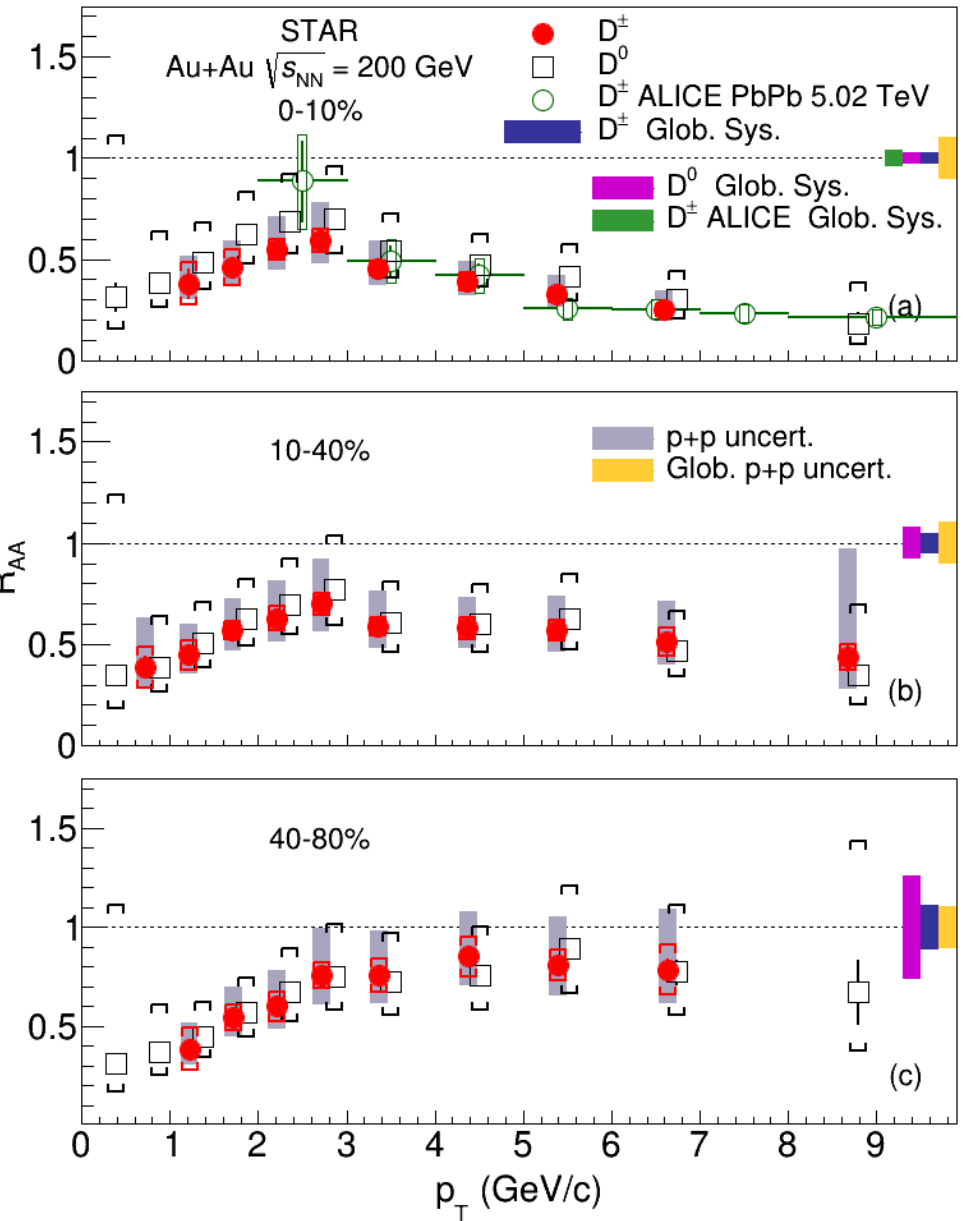 STAR
Au+Au √sNN = 200 GeV
0-10%
D±
D0
D± ALICE PbPb 5.02 TeV
D± Glob. Sys.
D0 Glob. Sys.
D± ALICE Glob. Sys.
(a)
1.5
1
0.5
0
10-40%
p+p uncert.
Glob. p+p uncert.
(b)
1.5
1
0.5
0
RAA
40-80%
(c)
1.5
1
0.5
0 1 2 3 4 5 6 7 8 9
pT (GeV/c)